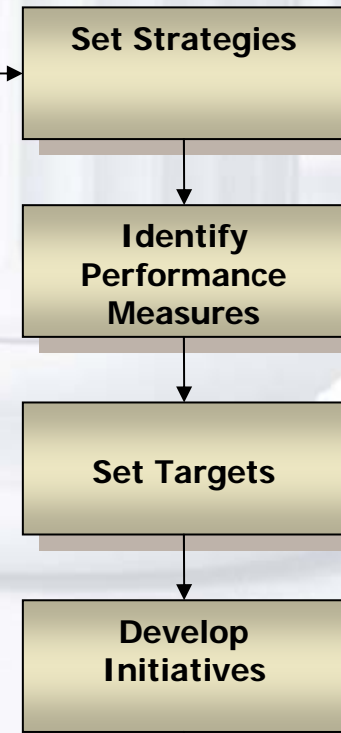 Set Strategies
Identify
Performance
Measures
Set Targets
Develop
Initiatives